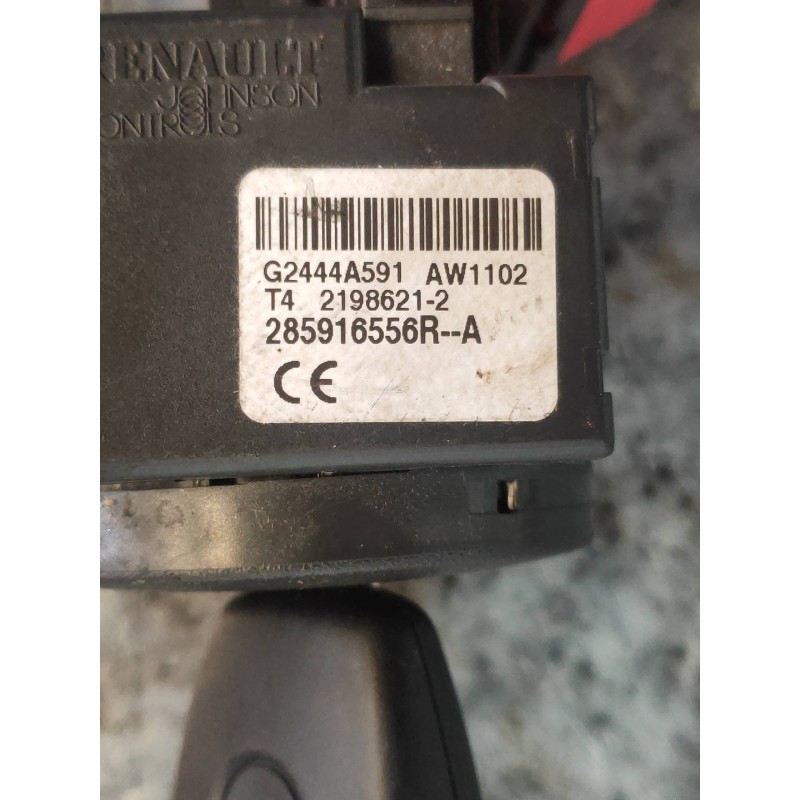 RENAULT
JOHNSON
CONTROLS
G2444A591 AW1102
T4 2198621-2
285916556R--A
CE